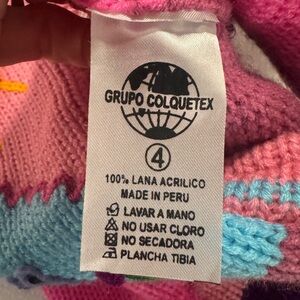 GRUPO COLQUETEX
4
100% LANA ACRILICO
MADE IN PERU
LAVAR A MANO
NO USAR CLORO
NO SECADORA
PLANCHA TIBIA